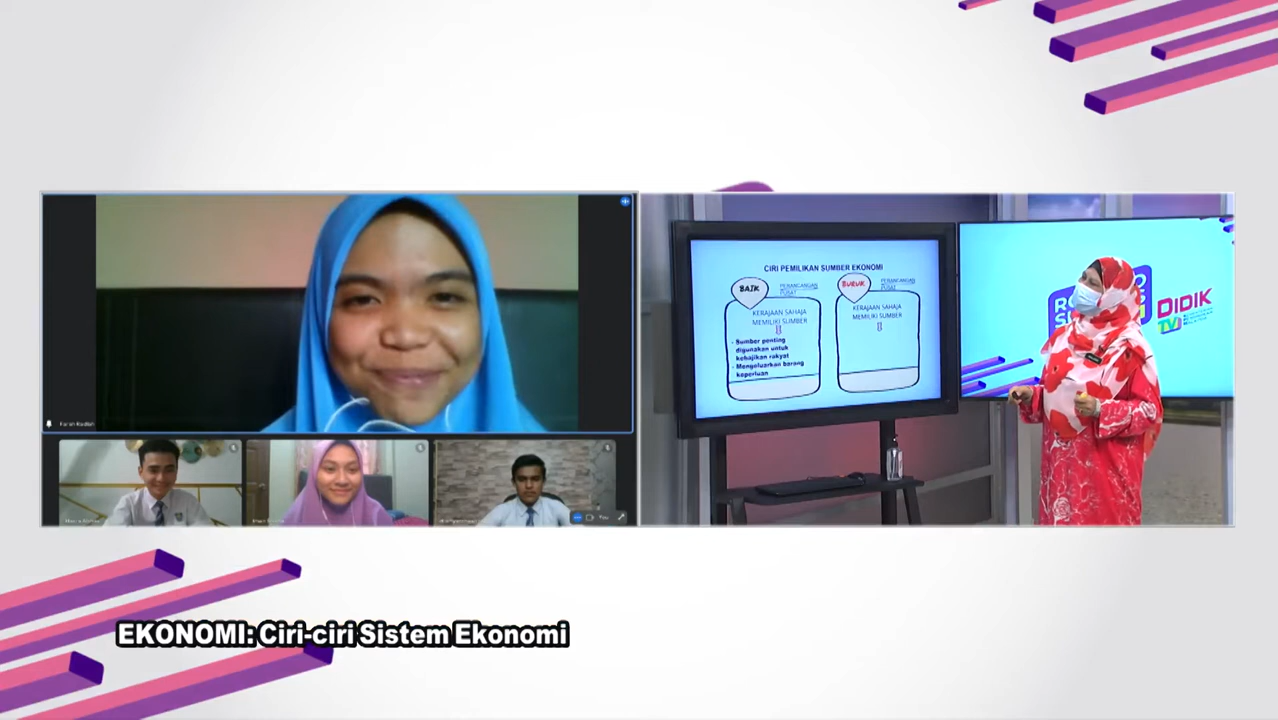 CIRI PEMILIKAN SUMBER EKONOMI
BAIK
PERANCANGAN
PUSAT
KERAJAAN SAHAJA
MEMILIKI SUMBER
- Sumber penting
digunakan untuk
kebajikan rakyat
- Mengeluarkan barang
keperluan
BURUK
PERANCANGAN
PUSAT
KERAJAAN SAHAJA
MEMILIKI SUMBER
DIDIK
TV
You
EKONOMI: Ciri-ciri Sistem Ekonomi